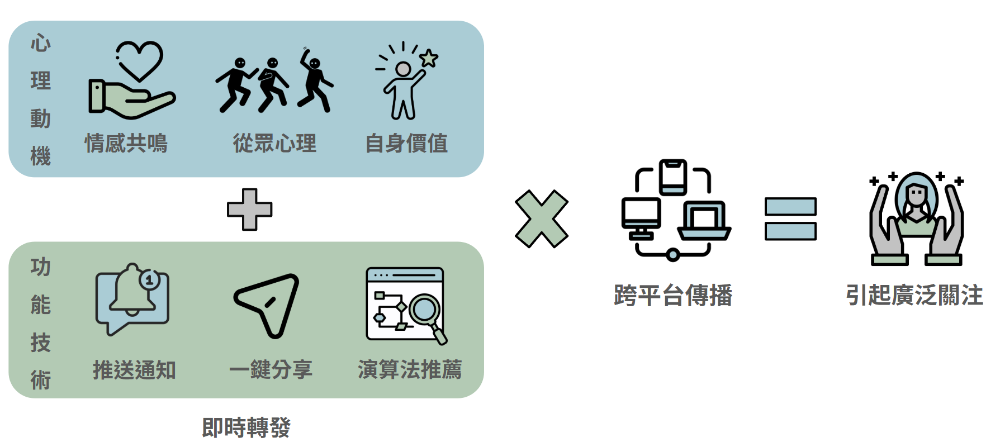 心理動機
情感共鳴
從眾心理
自身價值
功能技術
1
推送通知
一鍵分享
演算法推薦
即時轉發
跨平台傳播
引起廣泛關注